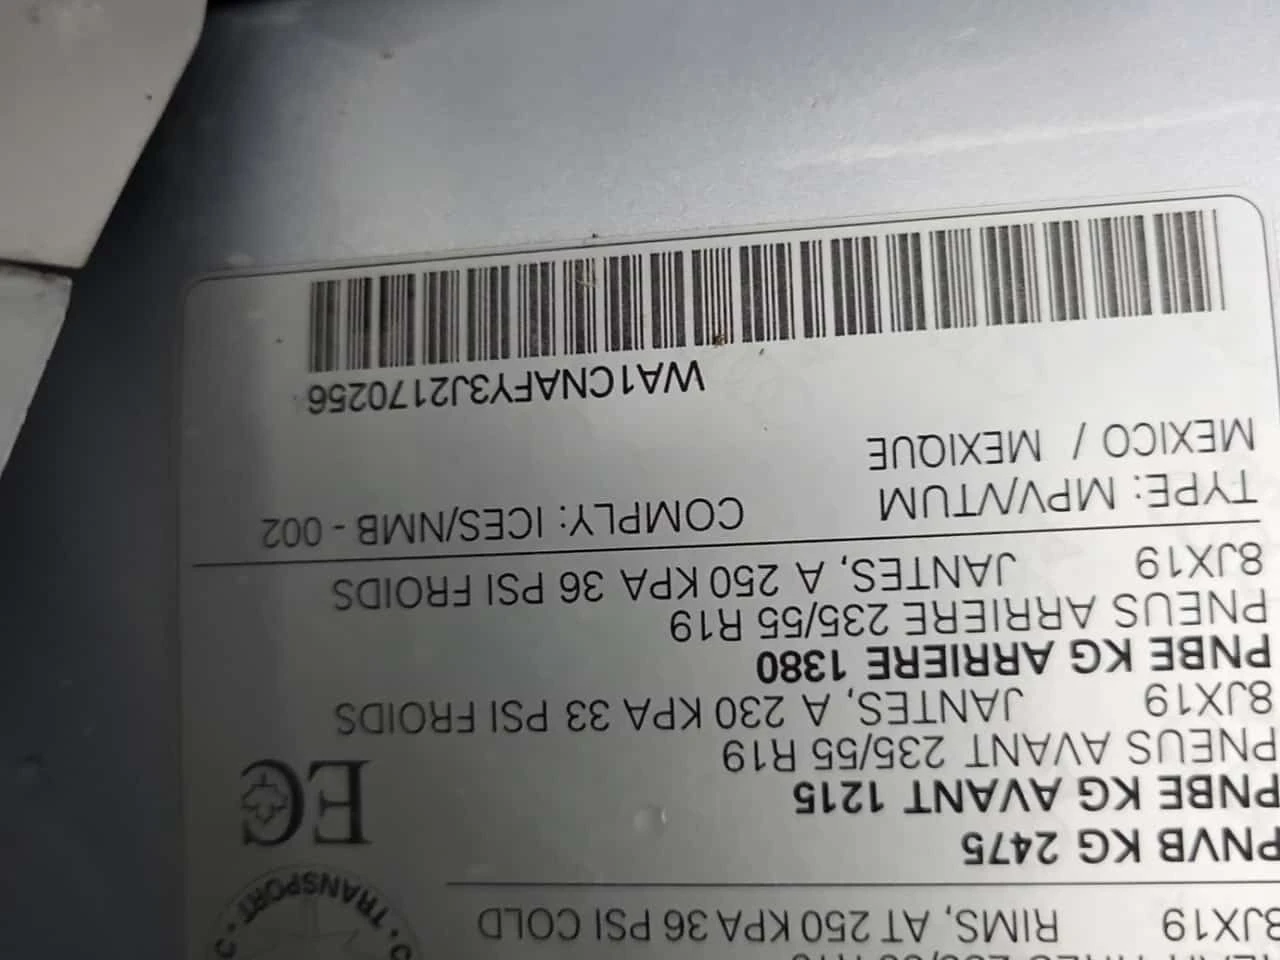 8JX19 RIMS, AT 250 KPA 36 PSI COLD
TRANSPORT
PNVB KG 2475
PNBE KG AVANT 1215
PNEUS AVANT 235/55 R19
8JX19 JANTES, A 230 KPA 33 PSI FROIDS
EC
PNBE KG ARRIERE 1380
PNEUS ARRIERE 235/55 R19
8JX19 JANTES, A 250 KPA 36 PSI FROIDS
TYPE: MPV/VTUM COMPLY: ICES/NMB - 002
MEXICO / MEXIQUE
WA1CNAFY3J2170256